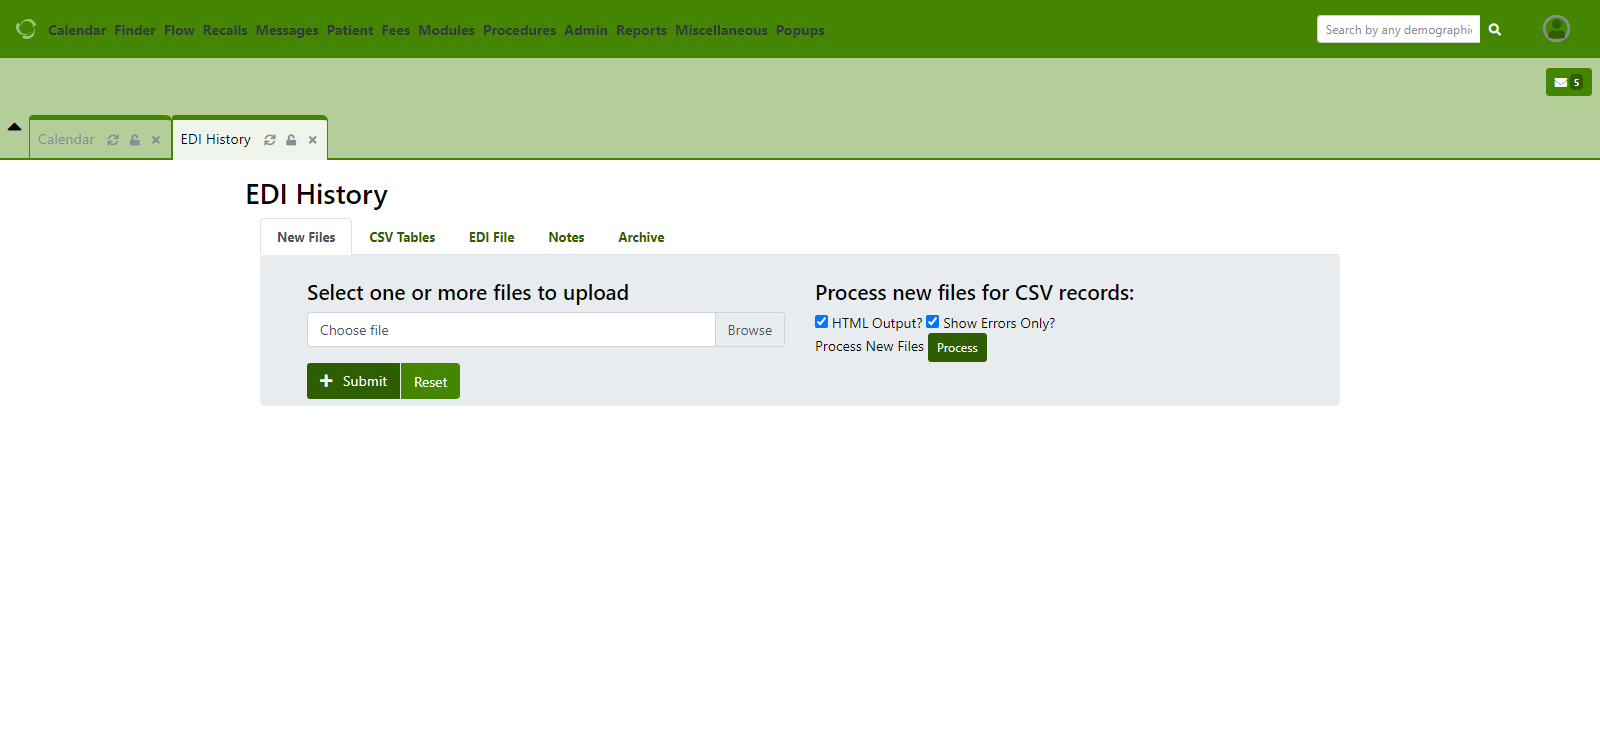 Calendar Finder Flow Recalls Messages Patient Fees Modules Procedures Admin Reports Miscellaneous Popups
Search by any demographi
5
Calendar
EDI History
EDI History
New Files CSV Tables EDI File Notes Archive
Select one or more files to upload
Choose file Browse
Submit Reset
Process new files for CSV records:
HTML Output? Show Errors Only?
Process New Files Process